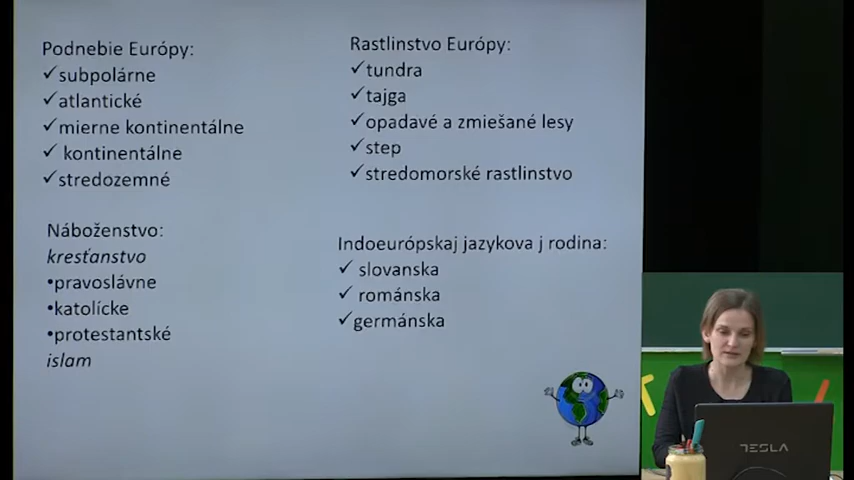 Podnebie Európy:
✓subpolárne
✓atlantické
✓mierne kontinentálne
✓ kontinentálne
✓stredozemné
Rastlinstvo Európy:
✓tundra
✓tajga
✓opadavé a zmiešané lesy
✓step
✓stredomorské rastlinstvo
Náboženstvo:
kresťanstvo
•pravoslávne
•katolícke
•protestantské
islam
Indoeurópskaj jazykova j rodina:
✓ slovanska
✓ románska
✓germánska
TESLA